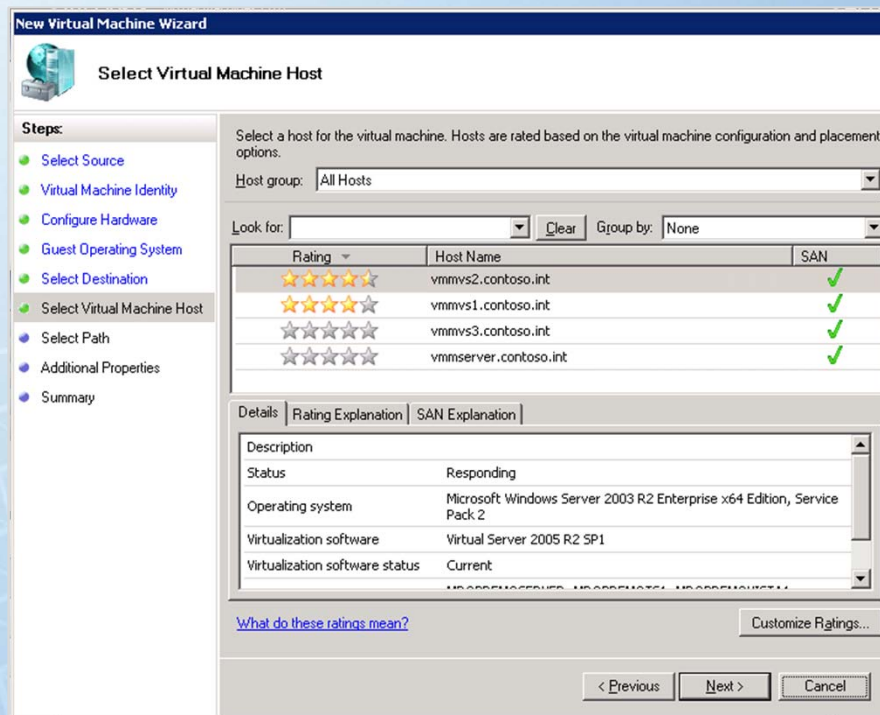 New Virtual Machine Wizard
Select Virtual Machine Host
Steps:
Select Source
Virtual Machine Identity
Configure Hardware
Guest Operating System
Select Destination
Select Virtual Machine Host
Select Path
Additional Properties
Summary
Select a host for the virtual machine. Hosts are rated based on the virtual machine configuration and placement
options.
Host group: All Hosts
Look for: Clear Group by: None
Rating Host Name SAN
vmmvs2.contoso.int
vmmvs1.contoso.int
vmmvs3.contoso.int
vmmserver.contoso.int
Details Rating Explanation SAN Explanation
Description
Status Responding
Operating system Microsoft Windows Server 2003 R2 Enterprise x64 Edition, Service
Pack 2
Virtualization software Virtual Server 2005 R2 SP1
Virtualization software status Current
What do these ratings mean? Customize Ratings...
< Previous Next > Cancel